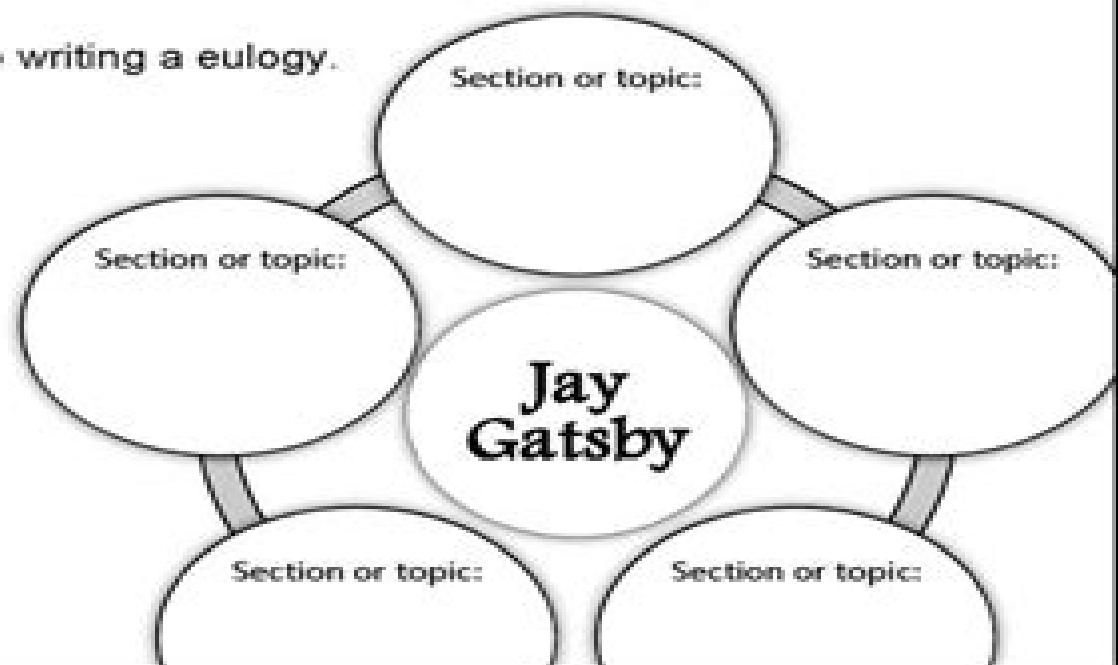 writing a eulogy.
Section or topic:
Section or topic:
Section or topic:
Jay
Gatsby
Section or topic:
Section or topic: